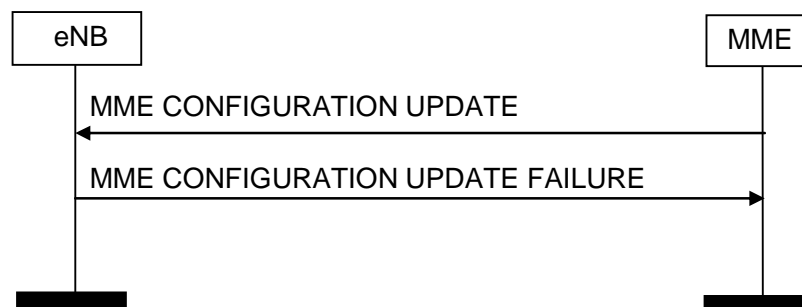 eNB
MME
MME CONFIGURATION UPDATE
MME CONFIGURATION UPDATE FAILURE